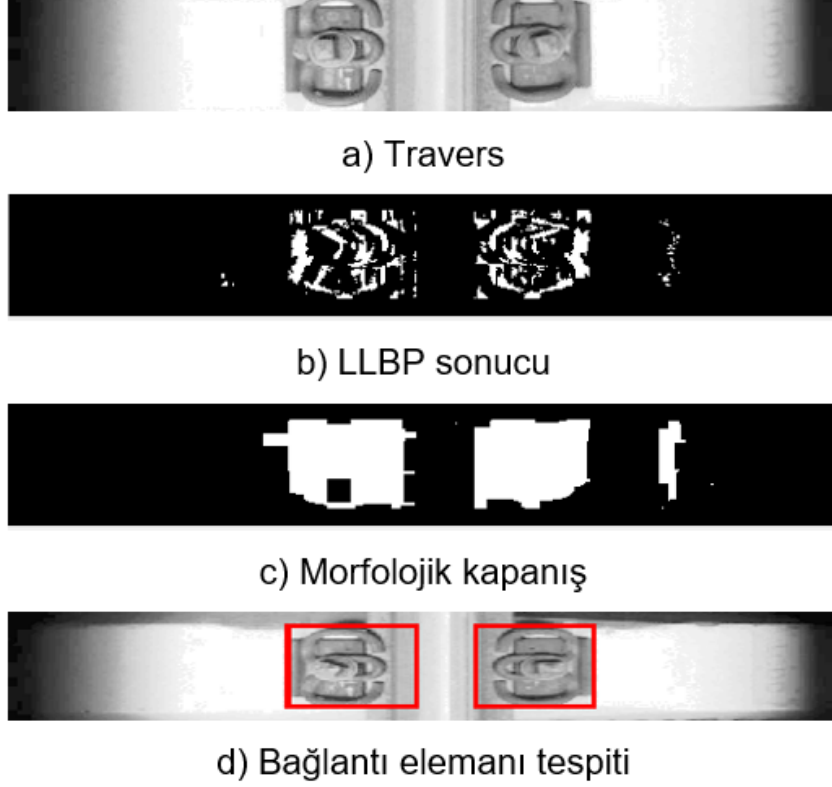 a) Travers
b) LLBP sonucu
c) Morfolojik kapanış
d) Bağlantı elemanı tespiti